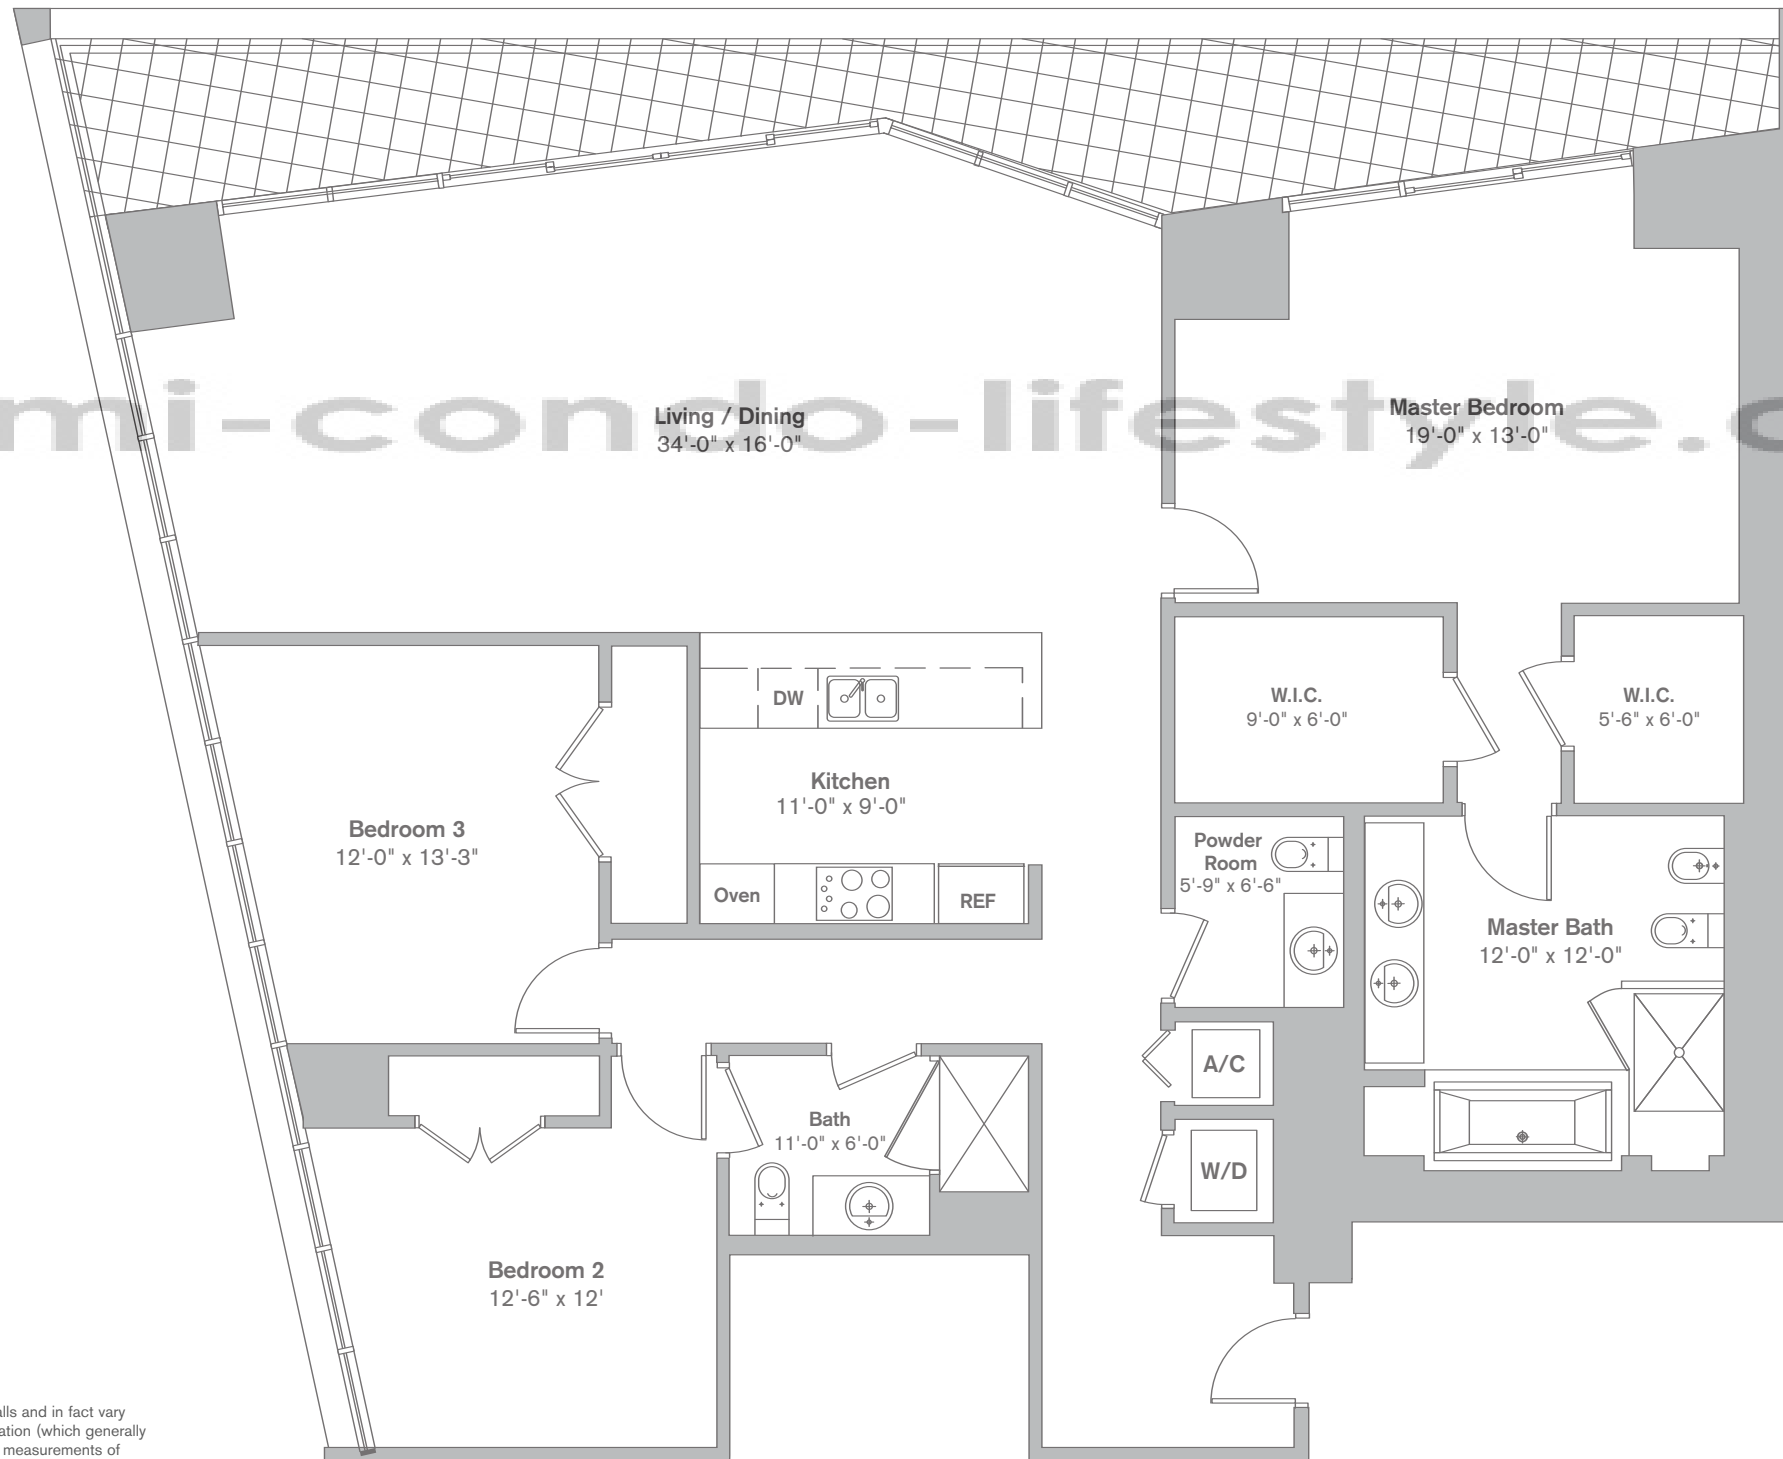 mi-condo-lifestyle.c
Living / Dining
34'-0" x 16'-0"
Master Bedroom
19'-0" x 13'-0"
W.I.C.
9'-0" x 6'-0"
W.I.C.
5'-6" x 6'-0"
DW
Kitchen
11'-0" x 9'-0"
Bedroom 3
12'-0" x 13'-3"
Oven
REF
Powder
Room
5'-9" x 6'-6"
Master Bath
12'-0" x 12'-0"
A/C
Bath
11'-0" x 6'-0"
W/D
Bedroom 2
12'-6" x 12'
alls and in fact vary
ation (which generally
measurements of